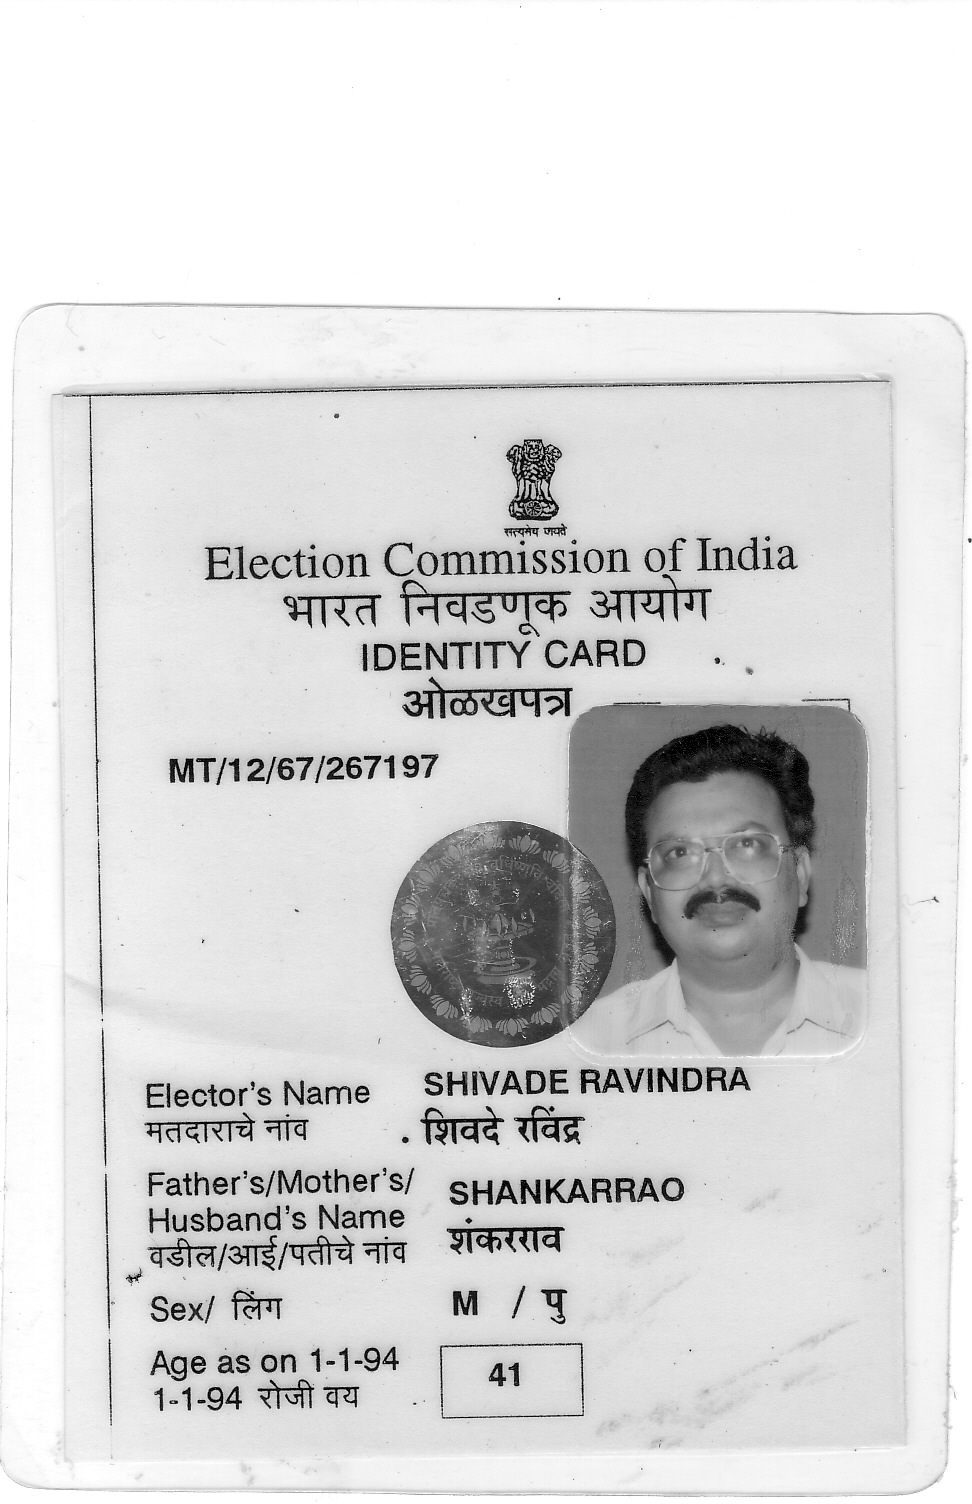 सत्यमेव जयते
Election Commission of India
भारत निवडणूक आयोग
IDENTITY CARD
ओळखपत्र
MT/12/67/267197
Elector's Name SHIVADE RAVINDRA
मतदाराचे नांव . शिवदे रविंद्र
Father's/Mother's/
Husband's Name SHANKARRAO
वडील/आई/पतीचे नांव शंकरराव
Sex/ लिंग M / पु
Age as on 1-1-94 41
1-1-94 रोजी वय